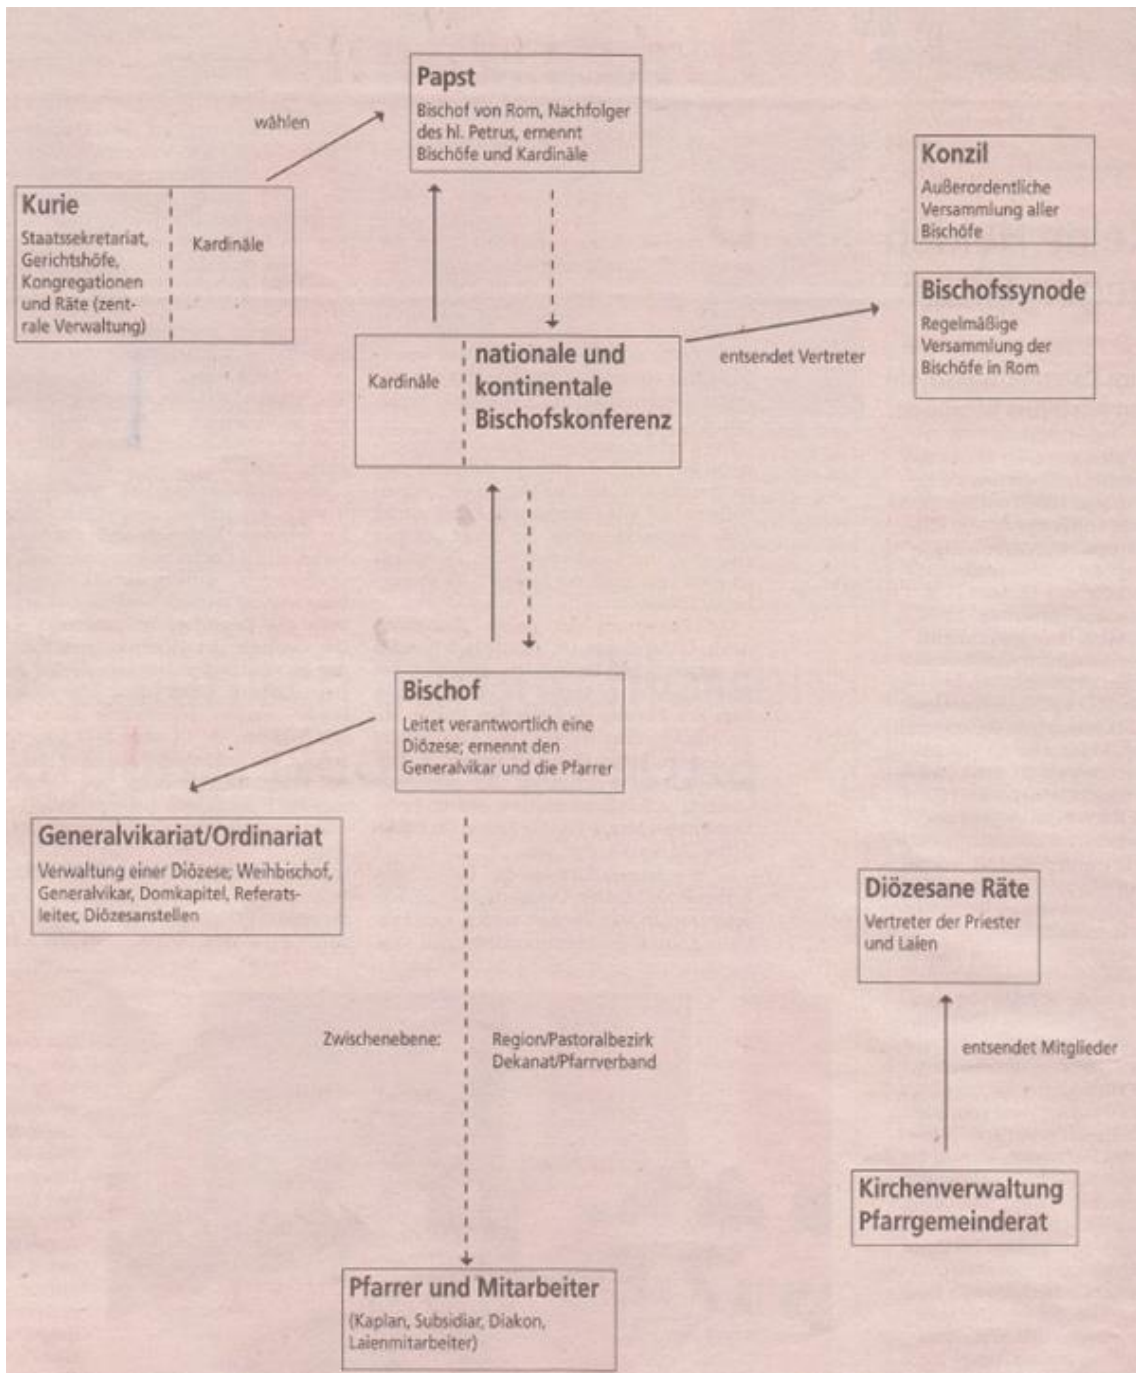 Papst
Bischof von Rom, Nachfolger
des hl. Petrus, ernennt
Bischöfe und Kardinäle
wählen
Kurie
Staatssekretariat,
Gerichtshöfe,
Kongregationen
und Räte (zent-
rale Verwaltung)
Kardinäle
Konzil
Außerordentliche
Versammlung aller
Bischöfe
Bischofssynode
Regelmäßige
Versammlung der
Bischöfe in Rom
Kardinäle
nationale und
kontinentale
Bischofskonferenz
entsendet Vertreter
Bischof
Leitet verantwortlich eine
Diözese; ernennt den
Generalvikar und die Pfarrer
Generalvikariat/Ordinariat
Verwaltung einer Diözese; Weihbischof,
Generalvikar, Domkapitel, Referats-
leiter, Diözesanstellen
Diözesane Räte
Vertreter der Priester
und Laien
Zwischenebene:
Region/Pastoralbezirk
Dekanat/Pfarrverband
entsendet Mitglieder
Kirchenverwaltung
Pfarrgemeinderat
Pfarrer und Mitarbeiter
(Kaplan, Subsidiar, Diakon,
Laienmitarbeiter)